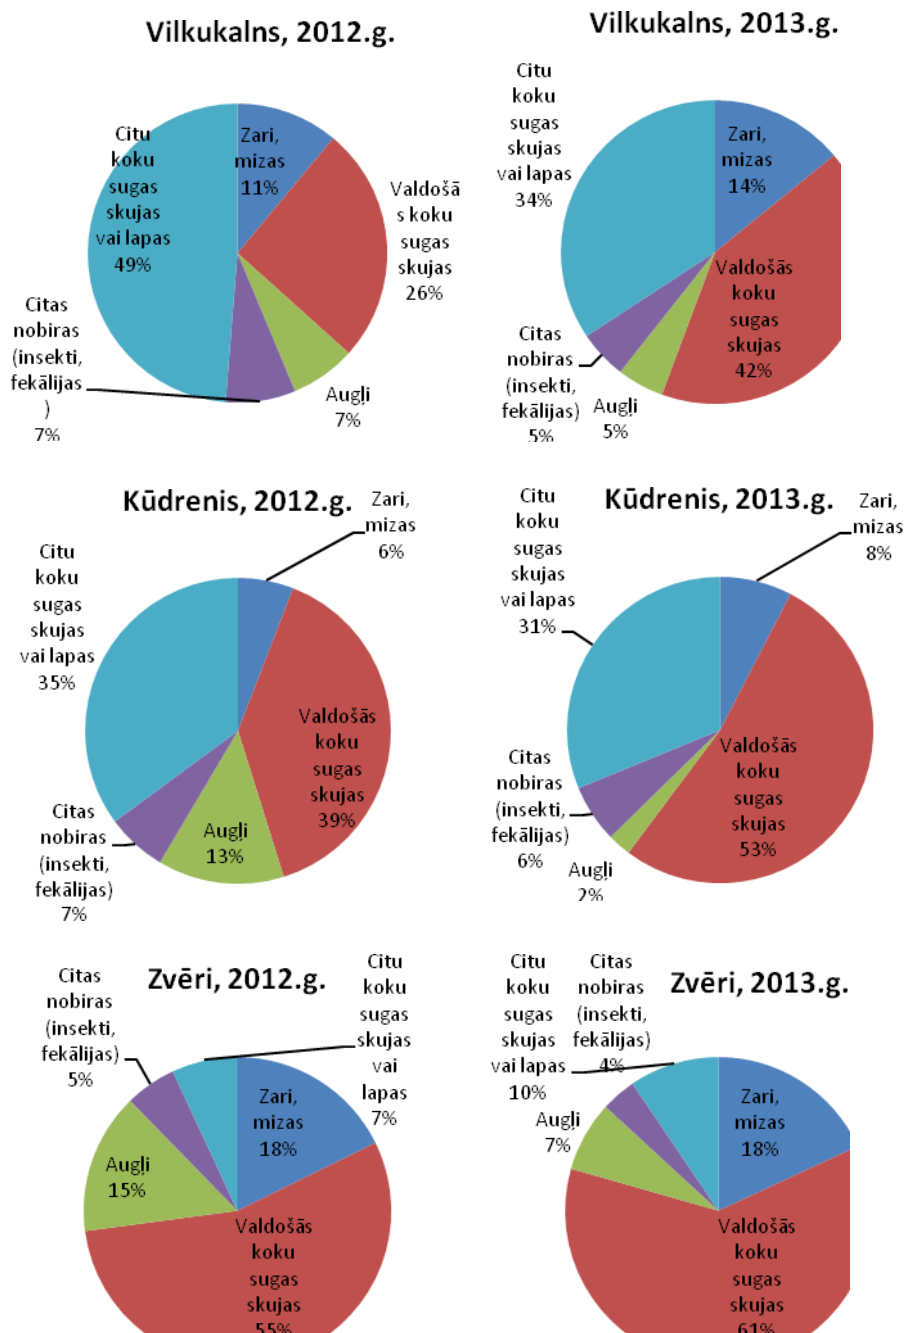 Vilkukalns, 2012.g.
Citu
koku
sugas
skujas
vai lapas
49%
Zari,
mizas
11%
Valdošā
s koku
sugas
skujas
26%
Citas
nobiras
(insekti,
fekālijas
)
7%
Augļi
7%
Vilkukalns, 2013.g.
Citu
koku
sugas
skujas
vai lapas
34%
Zari,
mizas
14%
Valdošās
koku
sugas
skujas
42%
Citas
nobiras
(insekti,
fekālijas)
5%
Augļi
5%
Kūdrenis, 2012.g.
Zari,
mizas
6%
Citu
koku
sugas
skujas
vai lapas
35%
Valdošās
koku
sugas
skujas
39%
Citas
nobiras
(insekti,
fekālijas)
7%
Augļi
13%
Kūdrenis, 2013.g.
Citu
koku
sugas
skujas
vai lapas
31%
Zari,
mizas
8%
Valdošās
koku
sugas
skujas
53%
Citas
nobiras
(insekti,
fekālijas)
6%
Augļi
2%
Zvēri, 2012.g.
Citas
nobiras
(insekti,
fekālijas)
5%
Citu
koku
sugas
skujas
vai
lapas
7%
Zari,
mizas
18%
Augļi
15%
Valdošās
koku
sugas
skujas
55%
Zvēri, 2013.g.
Citu
koku
sugas
skujas
vai lapas
10%
Citas
nobiras
(insekti,
fekālijas)
4%
Augļi
7%
Zari,
mizas
18%
Valdošās
koku
sugas
skujas
61%